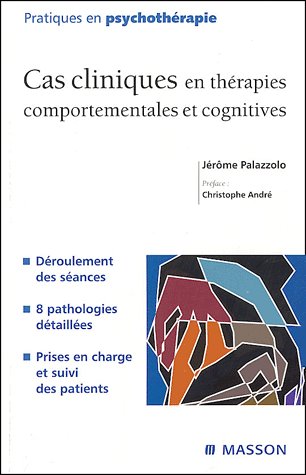 Pratiques en psychothérapie
Cas cliniques en thérapies
comportementales et cognitives
Jérôme Palazzolo
Préface :
Christophe André
Déroulement
des séances
8 pathologies
détaillées
Prises en charge
et suivi
des patients
M
MASSON